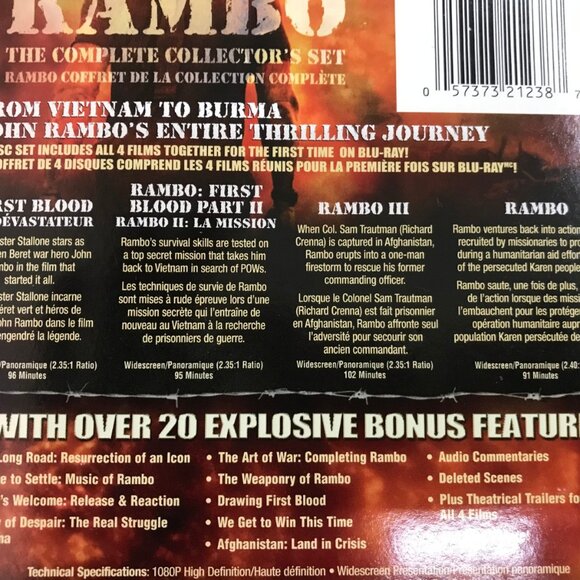 RAMBO
THE COMPLETE COLLECTOR'S SET
RAMBO COFFRET DE LA COLLECTION COMPLÈTE
0 57373 21238 7
ROM VIETNAM TO BURMA
OHN RAMBO'S ENTIRE THRILLING JOURNEY
SC SET INCLUDES ALL 4 FILMS TOGETHER FOR THE FIRST TIME ON BLU-RAY!
OFFRET DE 4 DISQUES COMPREND LES 4 FILMS RÉUNIS POUR LA PREMIÈRE FOIS SUR BLU-RAY MC!
RST BLOOD
DÉVASTATEUR
ster Stallone stars as
en Beret war hero John
mbo in the film that
started it all.
ster Stallone incarne
éret vert et héros de
ohn Rambo dans le film
engendré la légende.
creen/Panoramique (2.35:1 Ratio)
96 Minutes
RAMBO: FIRST
BLOOD PART II
RAMBO II: LA MISSION
Rambo's survival skills are tested on
a top secret mission that takes him
back to Vietnam in search of POWs.
Les techniques de survie de Rambo
sont mises à rude épreuve lors d'une
mission secrète qui l'entraîne de
nouveau au Vietnam à la recherche
de prisonniers de guerre.
Widescreen/Panoramique (2.35:1 Ratio)
95 Minutes
RAMBO III
When Col. Sam Trautman (Richard
Crenna) is captured in Afghanistan,
Rambo erupts into a one-man
firestorm to rescue his former
commanding officer.
Lorsque le Colonel Sam Trautman
(Richard Crenna) est fait prisonnier
en Afghanistan, Rambo affronte seul
l'adversité pour secourir son
ancien commandant.
Widescreen/Panoramique (2.35:1 Ratio)
102 Minutes
RAMBO
Rambo ventures back into action
recruited by missionaries to pro
during a humanitarian aid effor
of the persecuted Karen people
Rambo saute, une fois de plus,
de l'action lorsque des mission
l'embauchent pour les protége
opération humanitaire aupr
population Karen persécutée de
Widescreen/Panoramique (2.40:
91 Minutes
WITH OVER 20 EXPLOSIVE BONUS FEATUR
Long Road: Resurrection of an Icon
e to Settle: Music of Rambo
's Welcome: Release & Reaction
y of Despair: The Real Struggle
ma
• The Art of War: Completing Rambo
• The Weaponry of Rambo
• Drawing First Blood
• We Get to Win This Time
• Afghanistan: Land in Crisis
• Audio Commentaries
• Deleted Scenes
• Plus Theatrical Trailers fo
All 4 Films
Technical Specifications: 1080P High Definition/Haute définition • Widescreen Presentation/Présentation panoramique